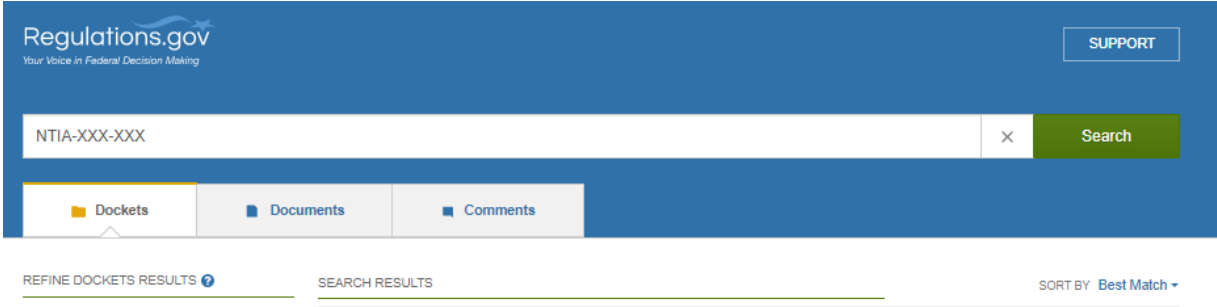 Regulations.gov
Your Voice in Federal Decision Making
SUPPORT
NTIA-XXX-XXX
Search
Dockets
Documents
Comments
REFINE DOCKETS RESULTS ?
SEARCH RESULTS
SORT BY Best Match